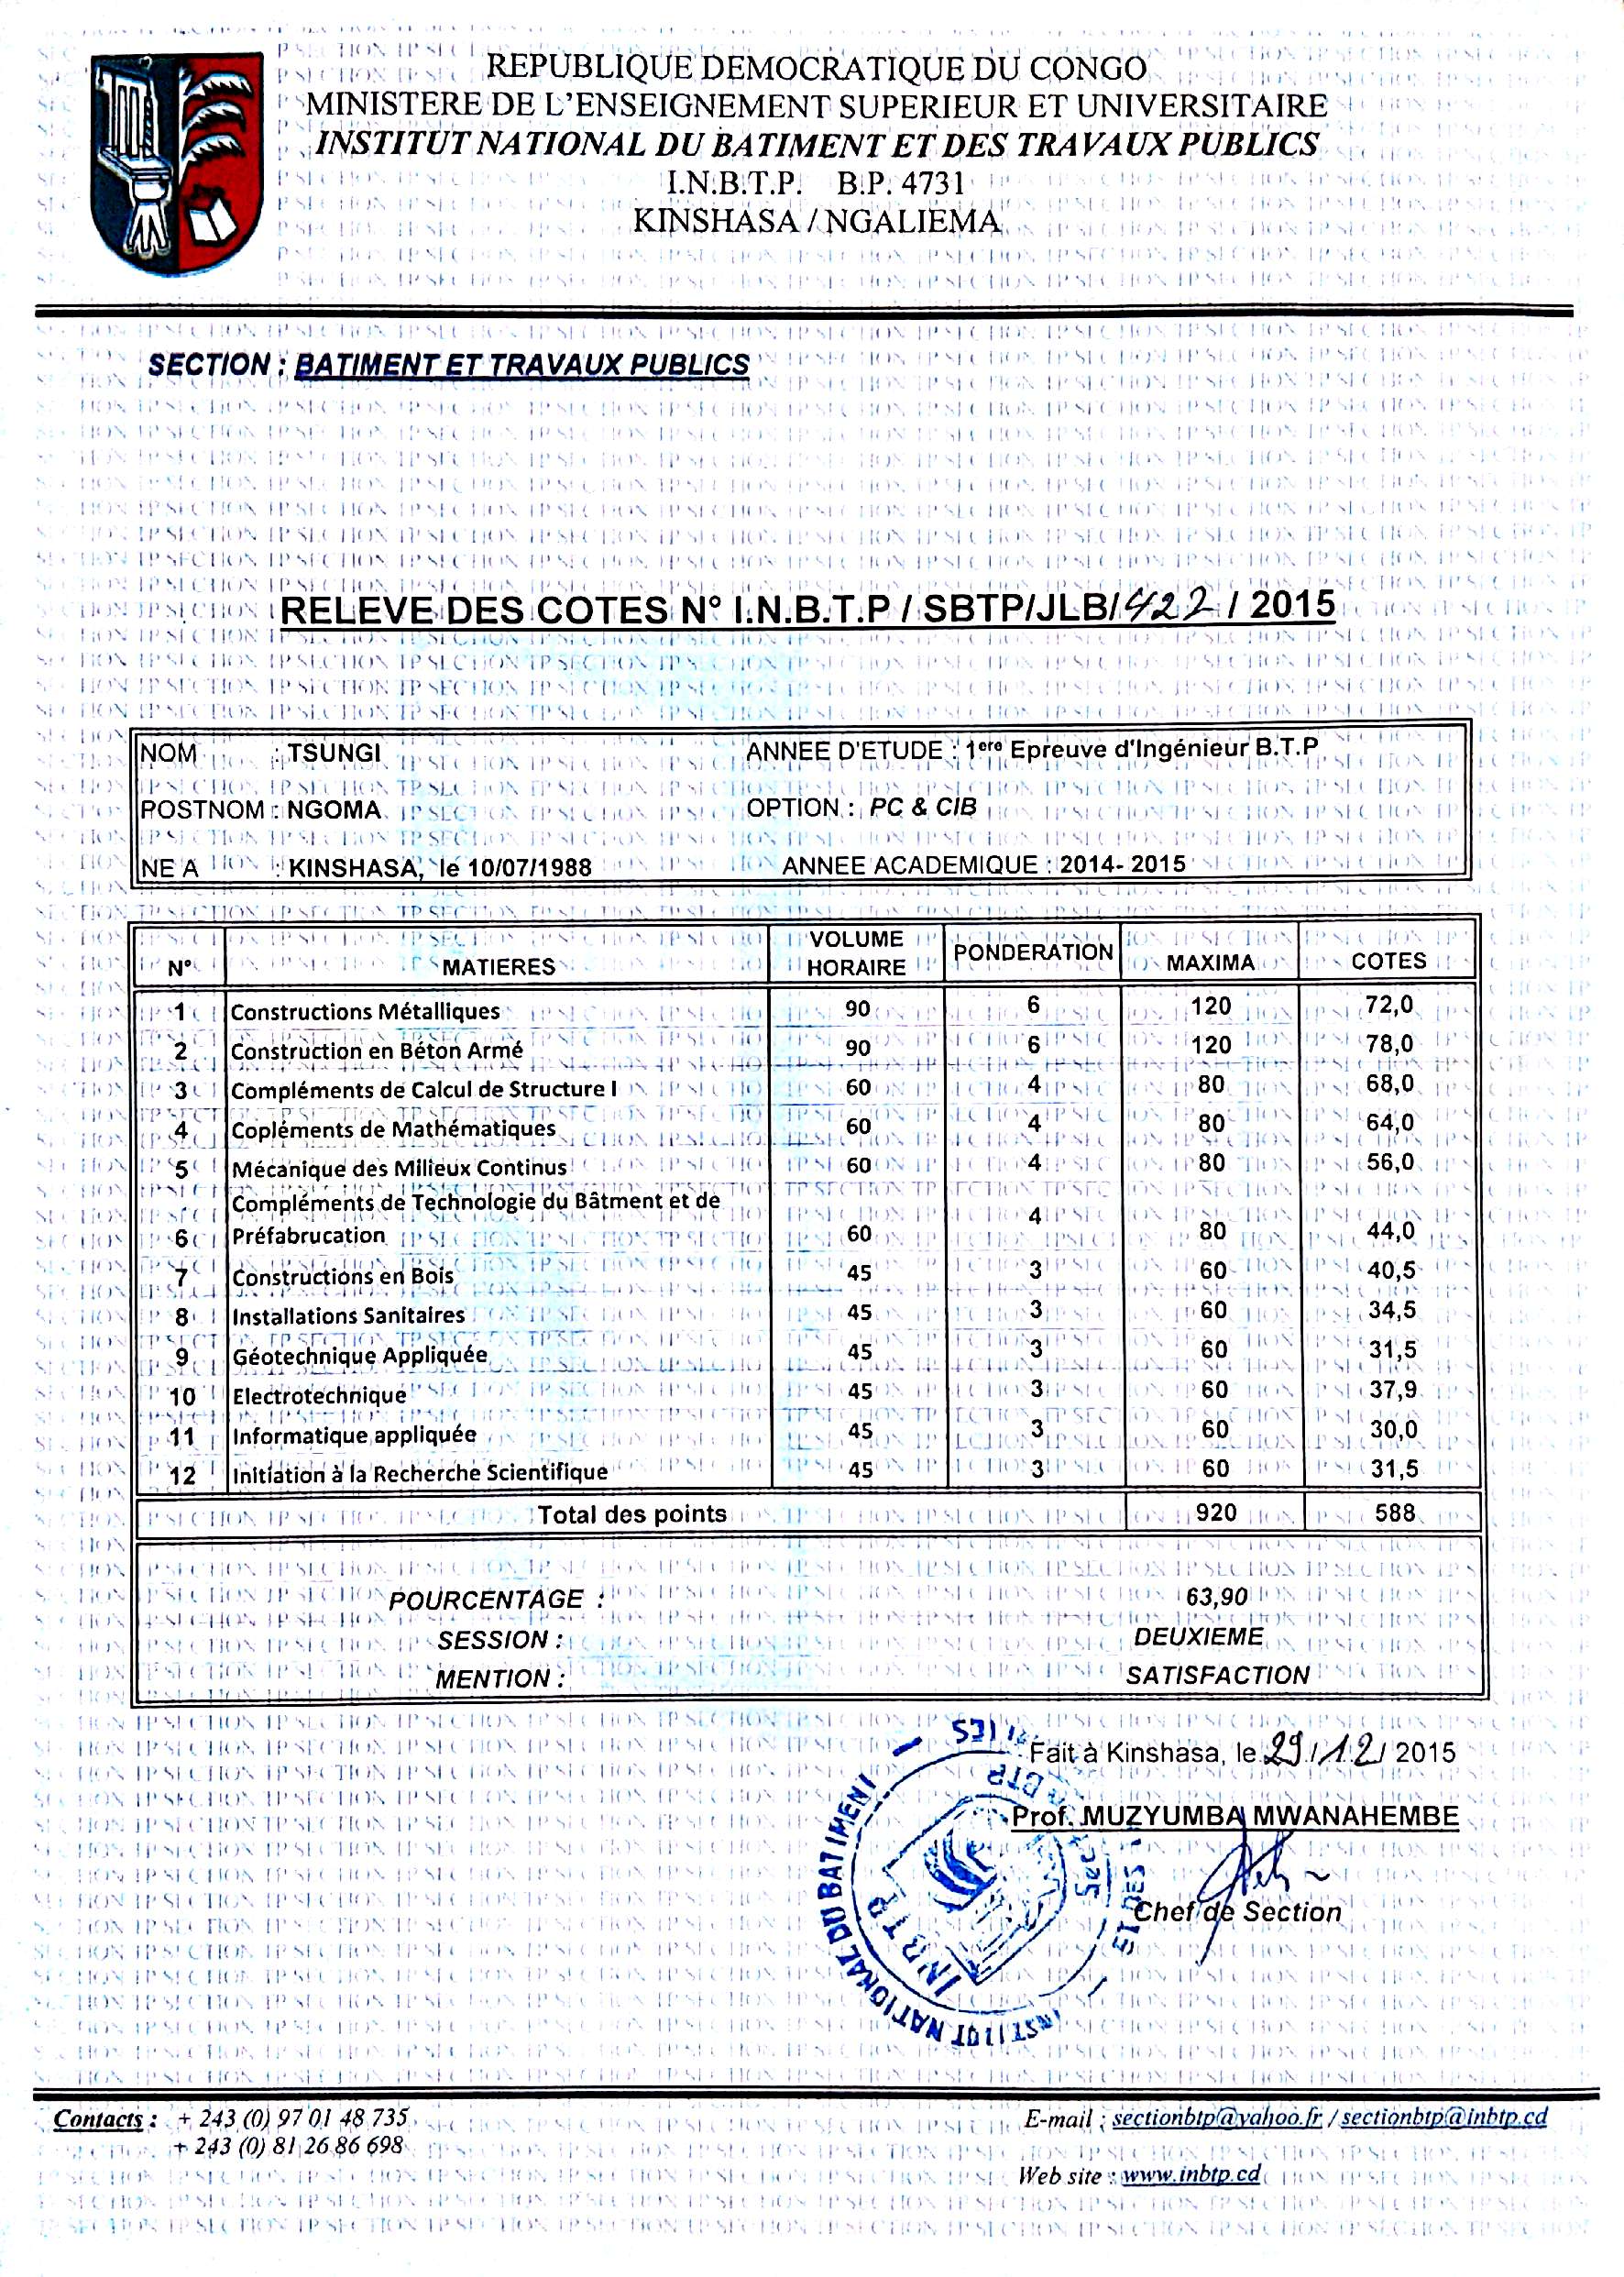 REPUBLIQUE DEMOCRATIQUE DU CONGO
MINISTERE DE L'ENSEIGNEMENT SUPERIEUR ET UNIVERSITAIRE
INSTITUT NATIONAL DU BATIMENT ET DES TRAVAUX PUBLICS
I.N.B.T.P. B.P. 4731
KINSHASA / NGALIEMA
SECTION : BATIMENT ET TRAVAUX PUBLICS
RELEVE DES COTES N° I.N.B.T.P / SBTP/JLB/422 / 2015
NOM : TSUNGI ANNEE D'ETUDE : 1ere Epreuve d'Ingénieur B.T.P
POSTNOM : NGOMA OPTION : PC & CIB
NE A : KINSHASA, le 10/07/1988 ANNEE ACADEMIQUE : 2014- 2015
N° MATIERES VOLUME HORAIRE PONDERATION MAXIMA COTES
1 Constructions Métalliques 90 6 120 72,0
2 Construction en Béton Armé 90 6 120 78,0
3 Compléments de Calcul de Structure I 60 4 80 68,0
4 Copléments de Mathématiques 60 4 80 64,0
5 Mécanique des Milieux Continus 60 4 80 56,0
Compléments de Technologie du Bâtment et de
6 Préfabrucation 60 4 80 44,0
7 Constructions en Bois 45 3 60 40,5
8 Installations Sanitaires 45 3 60 34,5
9 Géotechnique Appliquée 45 3 60 31,5
10 Electrotechnique 45 3 60 37,9
11 Informatique appliquée 45 3 60 30,0
12 Initiation à la Recherche Scientifique 45 3 60 31,5
Total des points 920 588
POURCENTAGE : 63,90
SESSION : DEUXIEME
MENTION : SATISFACTION
Fait à Kinshasa, le 29/12/ 2015
Prof. MUZYUMBA MWANAHEMBE
Chef de Section
INSTITUT NATIONAL DU BATIMENT ET DES
INBTP
BTP
Contacts : + 243 (0) 97 01 48 735 E-mail : sectionbtp@yahoo.fr / sectionbtp@inbtp.cd
+ 243 (0) 81 26 86 698
Web site : www.inbtp.cd